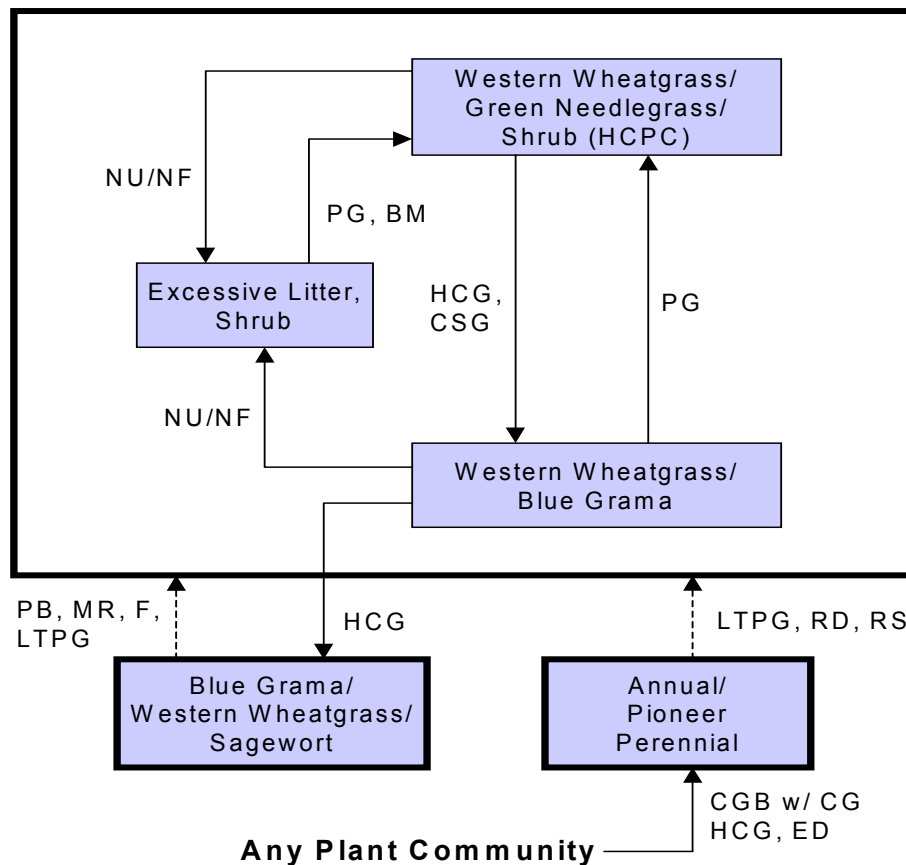 Western Wheatgrass/
Green Needlegrass/
Shrub (HCPC)
NU/NF
PG, BM
Excessive Litter,
Shrub
HCG,
CSG
PG
NU/NF
Western Wheatgrass/
Blue Grama
PB, MR, F,
LTPG
HCG
LTPG, RD, RS
Blue Grama/
Western Wheatgrass/
Sagewort
Annual/
Pioneer
Perennial
CGB w/ CG
HCG, ED
Any Plant Community